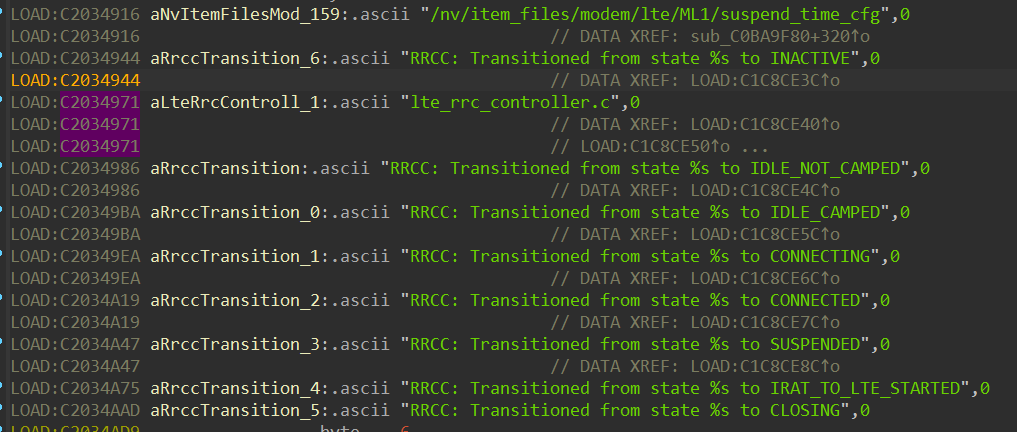 LOAD:C2034916 aNvItemFilesMod_159:.ascii "/nv/item_files/modem/lte/ML1/suspend_time_cfg",0
LOAD:C2034916 // DATA XREF: sub_C0BA9F80+320↑o
LOAD:C2034944 aRrccTransition_6:.ascii "RRCC: Transitioned from state %s to INACTIVE",0
LOAD:C2034944 // DATA XREF: LOAD:C1C8CE3C↑o
LOAD:C2034971 aLteRrcControll_1:.ascii "lte_rrc_controller.c",0
LOAD:C2034971 // DATA XREF: LOAD:C1C8CE40↑o
LOAD:C2034971 // LOAD:C1C8CE50↑o ...
LOAD:C2034986 aRrccTransition:.ascii "RRCC: Transitioned from state %s to IDLE_NOT_CAMPED",0
LOAD:C2034986 // DATA XREF: LOAD:C1C8CE4C↑o
LOAD:C20349BA aRrccTransition_0:.ascii "RRCC: Transitioned from state %s to IDLE_CAMPED",0
LOAD:C20349BA // DATA XREF: LOAD:C1C8CE5C↑o
LOAD:C20349EA aRrccTransition_1:.ascii "RRCC: Transitioned from state %s to CONNECTING",0
LOAD:C20349EA // DATA XREF: LOAD:C1C8CE6C↑o
LOAD:C2034A19 aRrccTransition_2:.ascii "RRCC: Transitioned from state %s to CONNECTED",0
LOAD:C2034A19 // DATA XREF: LOAD:C1C8CE7C↑o
LOAD:C2034A47 aRrccTransition_3:.ascii "RRCC: Transitioned from state %s to SUSPENDED",0
LOAD:C2034A47 // DATA XREF: LOAD:C1C8CE8C↑o
LOAD:C2034A75 aRrccTransition_4:.ascii "RRCC: Transitioned from state %s to IRAT_TO_LTE_STARTED",0
LOAD:C2034AAD aRrccTransition_5:.ascii "RRCC: Transitioned from state %s to CLOSING",0
LOAD:C2034AD9 .byte 6